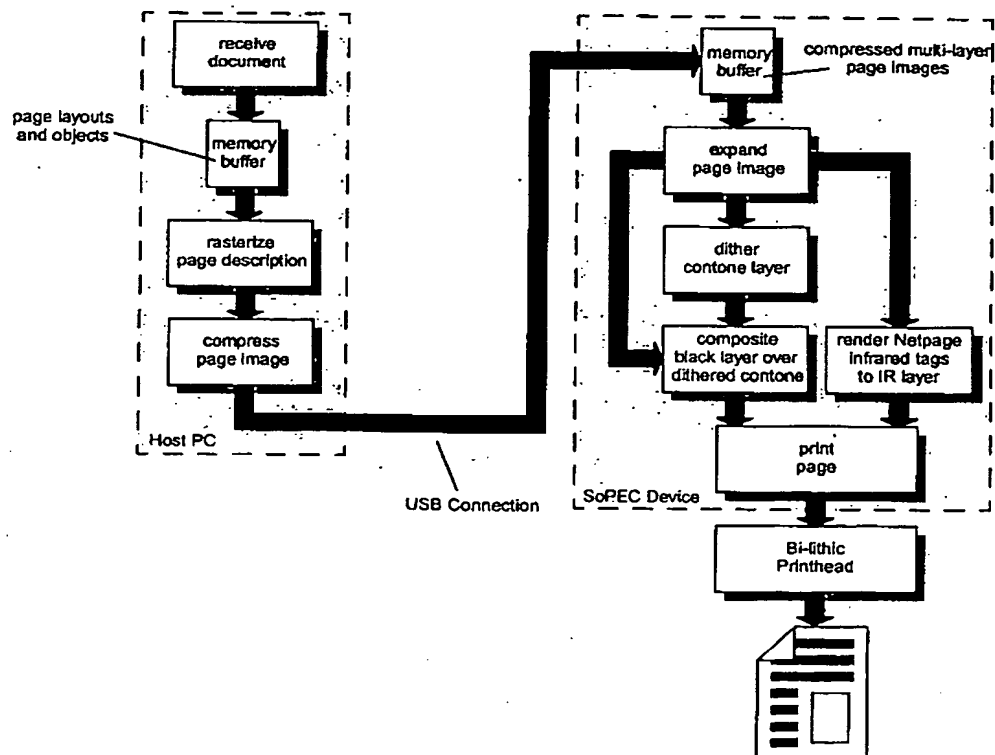 receive
document
page layouts
and objects
memory
buffer
rasterize
page description
compress
page image
Host PC
USB Connection
memory
buffer
compressed multi-layer
page images
expand
page image
dither
contone layer
composite
black layer over
dithered contone
render Netpage
infrared tags
to IR layer
print
page
SoPEC Device
Bi-lithic
Printhead